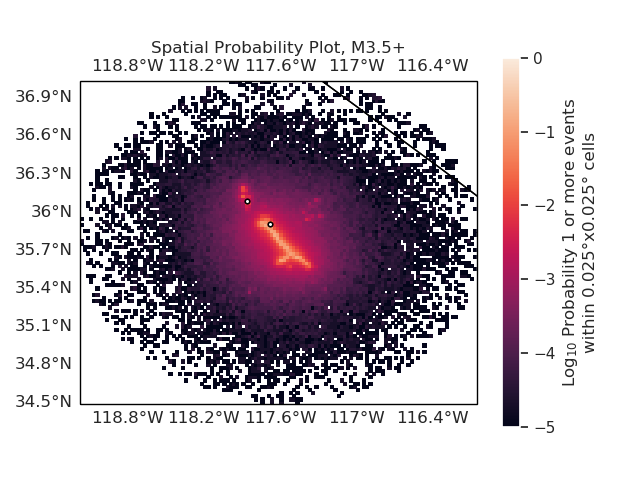 Spatial Probability Plot, M3.5+
118.8°W 118.2°W 117.6°W 117°W 116.4°W
36.9°N
36.6°N
36.3°N
36°N
35.7°N
35.4°N
35.1°N
34.8°N
34.5°N
118.8°W 118.2°W 117.6°W 117°W 116.4°W
0
−1
−2
−3
−4
−5
Log₁₀ Probability 1 or more events
within 0.025°x0.025° cells